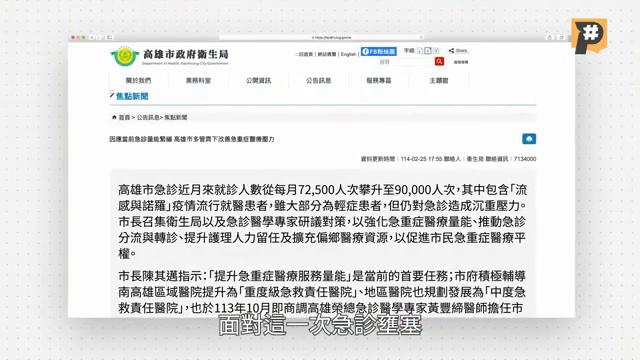 P#
高雄市政府衛生局
Department of Health, Kaohsiung City Government
回首頁 | 網站導覽 | English
FB粉絲團
字級
Share
搜尋
關於我們
業務科室
公開資訊
公告訊息
服務專區
主題館
焦點新聞
首頁 > 公告訊息> 焦點新聞
因應當前急診量能緊繃 高雄市多管齊下改善急重症醫療壓力
資料更新時間：114-02-25 17:55 聯絡人：衛生局 聯絡資訊：7134000
高雄市急診近月來就診人數從每月72,500人次攀升至90,000人次，其中包含「流
感與諾羅」疫情流行就醫患者，雖大部分為輕症患者，但仍對急診造成沉重壓力。
市長召集衛生局以及急診醫學專家研議對策，以強化急重症醫療量能、推動急診
分流與轉診、提升護理人力留任及擴充偏鄉醫療資源，以促進市民急重症醫療平
權。
市長陳其邁指示：「提升急重症醫療服務量能」是當前的首要任務；市府積極輔導
南高雄區域醫院提升為「重度級急救責任醫院」、地區醫院也規劃發展為「中度急
救責任醫院」，也於113年10月即商調高雄榮總急診醫學專家黃豐締醫師擔任市
面對這一次急診壅塞